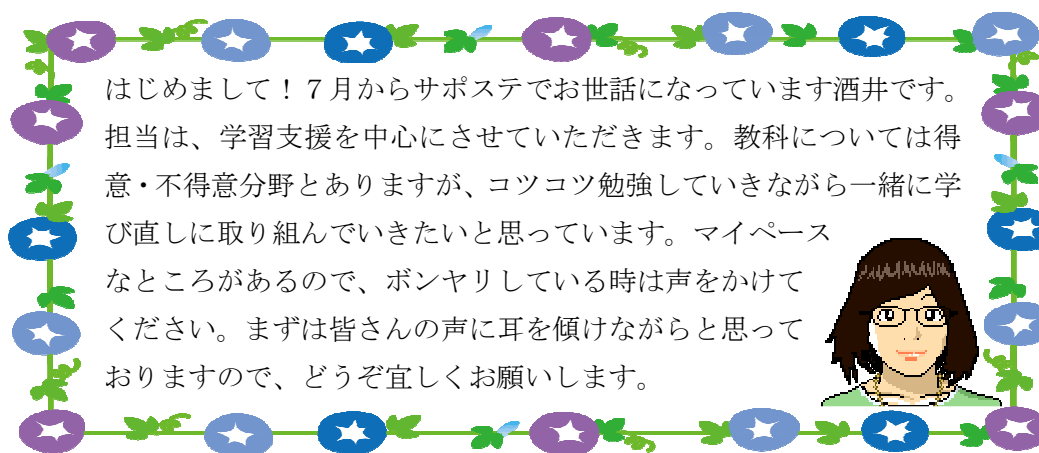 はじめまして！７月からサポステでお世話になっています酒井です。
担当は、学習支援を中心にさせていただきます。教科については得
意・不得意分野とありますが、コツコツ勉強していきながら一緒に学
び直しに取り組んでいきたいと思っています。マイペース
なところがあるので、ボンヤリしている時は声をかけて
ください。まずは皆さんの声に耳を傾けながらと思って
おりますので、どうぞ宜しくお願いします。